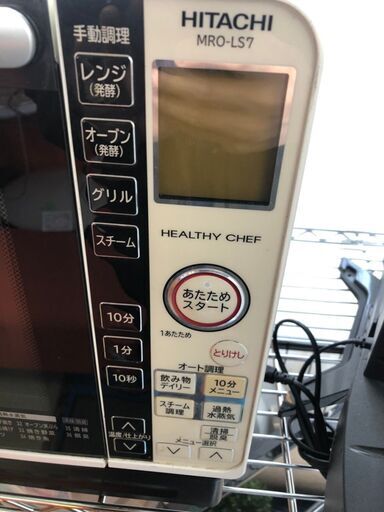 HITACHI
MRO-LS7
手動調理
レンジ
(発酵)
オーブン
(発酵)
グリル
スチーム
HEALTHY CHEF
あたため
スタート
1あたため
とりけし
10分
1分
10秒
オート調理
飲み物
デイリー
10分
メニュー
スチーム
調理
過熱
水蒸気
清掃
脱臭
温度/仕上がり
メニュー選択